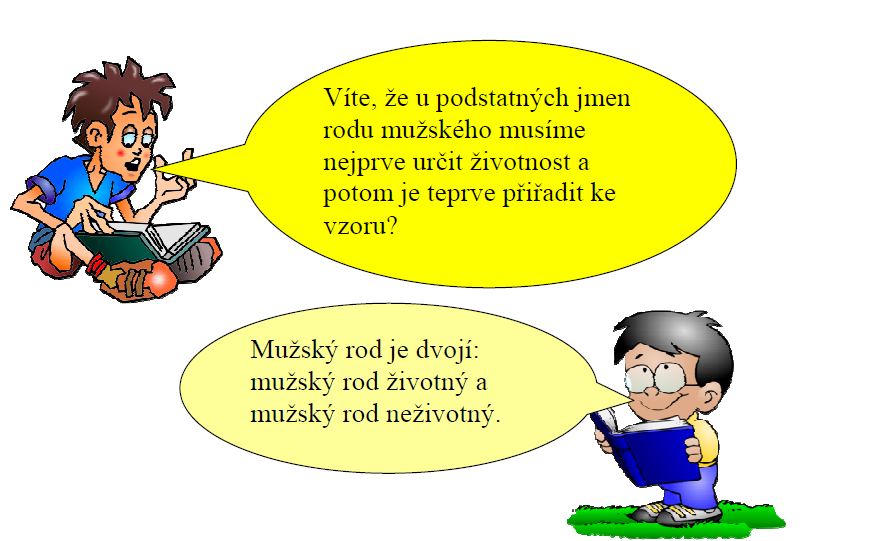 Víte, že u podstatných jmen
rodu mužského musíme
nejprve určit životnost a
potom je teprve přiřadit ke
vzoru?
Mužský rod je dvojí:
mužský rod životný a
mužský rod neživotný.